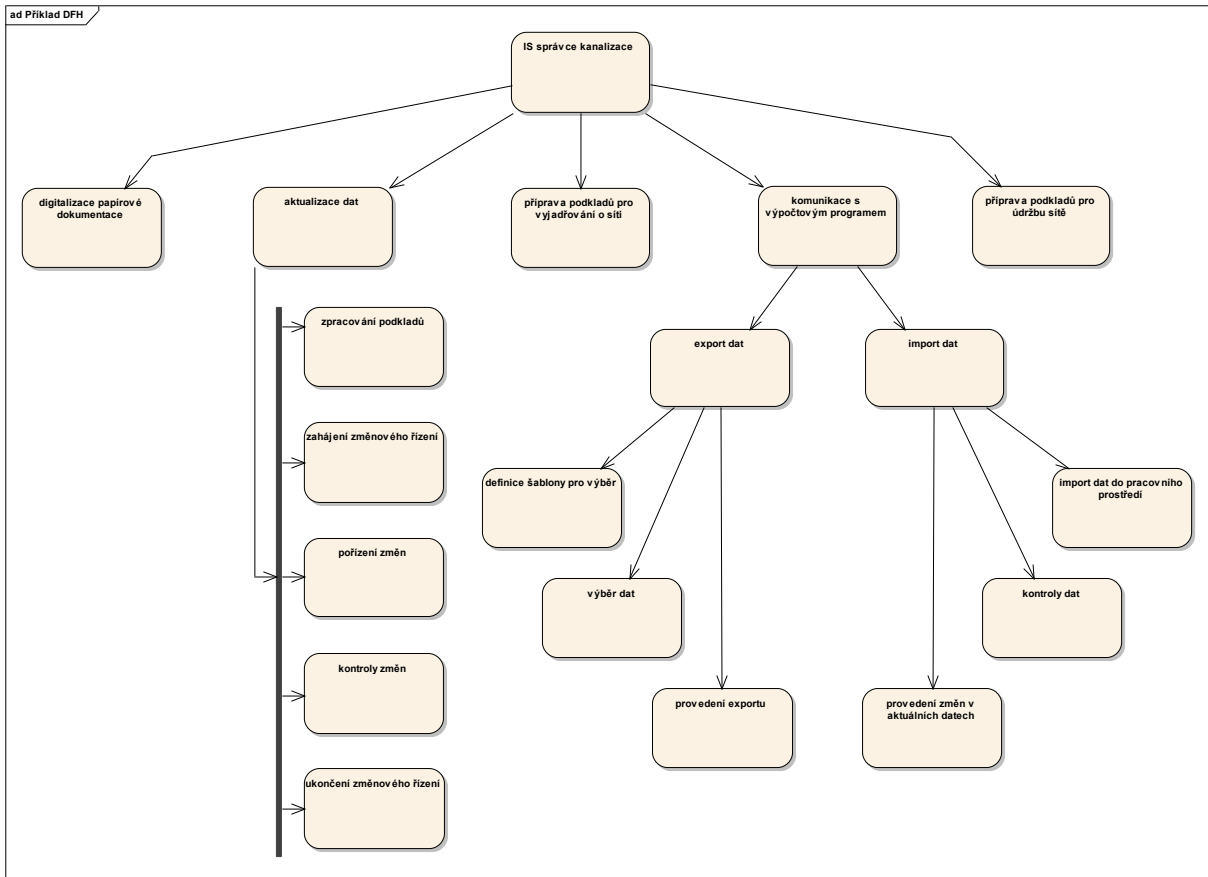 ad Příklad DFH
IS správce kanalizace
digitalizace papírové
dokumentace
aktualizace dat
příprava podkladů pro
vyjadřování o síti
komunikace s
výpočtovým programem
příprava podkladů pro
údržbu sítě
zpracování podkladů
zahájení změnového řízení
pořízení změn
kontroly změn
ukončení změnového řízení
export dat
import dat
definice šablony pro výběr
výběr dat
provedení exportu
import dat do pracovního
prostředí
kontroly dat
provedení změn v
aktuálních datech